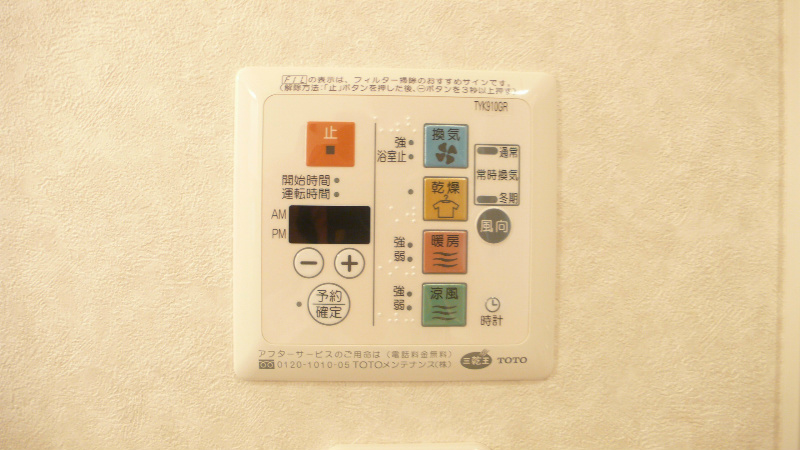 FILの表示は、フィルター掃除のおすすめサインです。
(解除方法:「止」ボタンを押した後、⊖ボタンを3秒以上押す)
TYK910GR
止
強
浴室止
換気
通常
常時換気
冬期
開始時間
運転時間
乾燥
AM
PM
風向
強
弱
暖房
− +
予約
確定
強
弱
涼風
時計
アフターサービスのご用命は(電話料金無料)
0120-1010-05 TOTOメンテナンス(株)
三乾王 TOTO